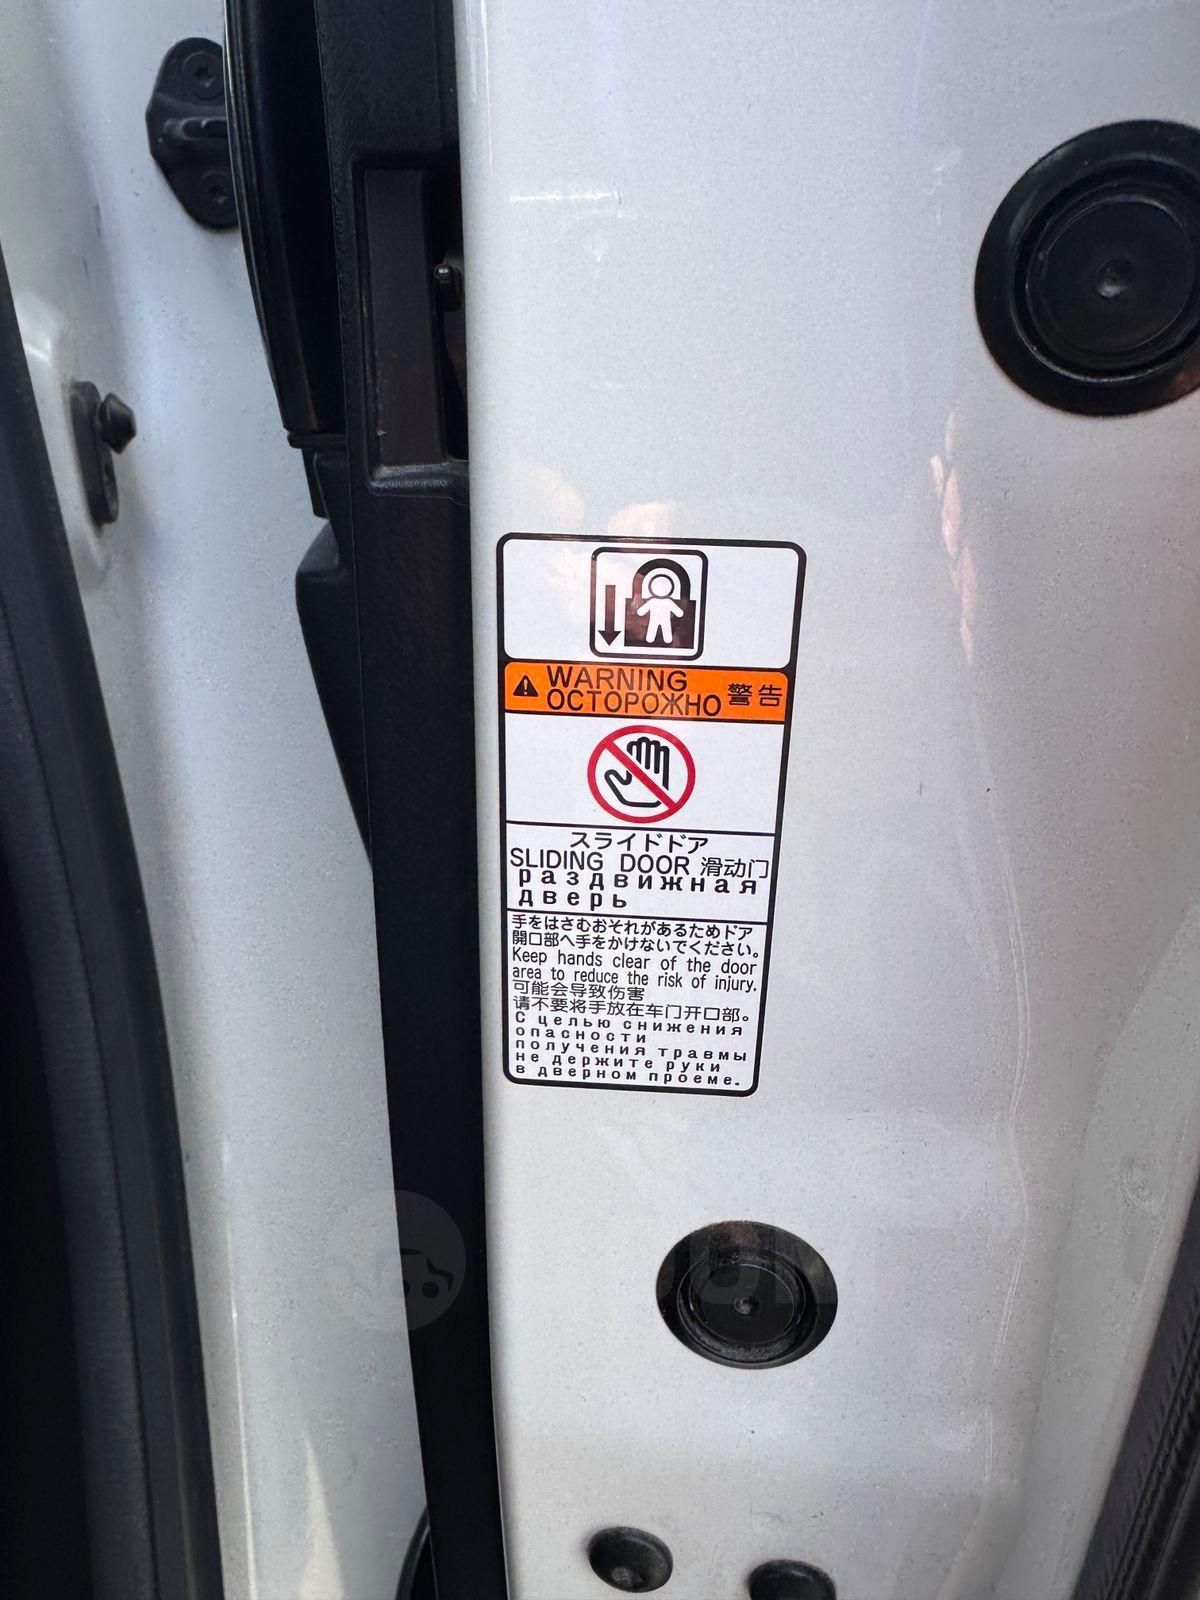 WARNING
ОСТОРОЖНО
警告
スライドドア
SLIDING DOOR 滑动门
раздвижная
дверь
手をはさむおそれがあるためドア
開口部へ手をかけないでください。
Keep hands clear of the door
area to reduce the risk of injury.
可能会导致伤害
请不要将手放在车门开口部。
С целью снижения
опасности
получения травмы
не держите руки
в дверном проеме.